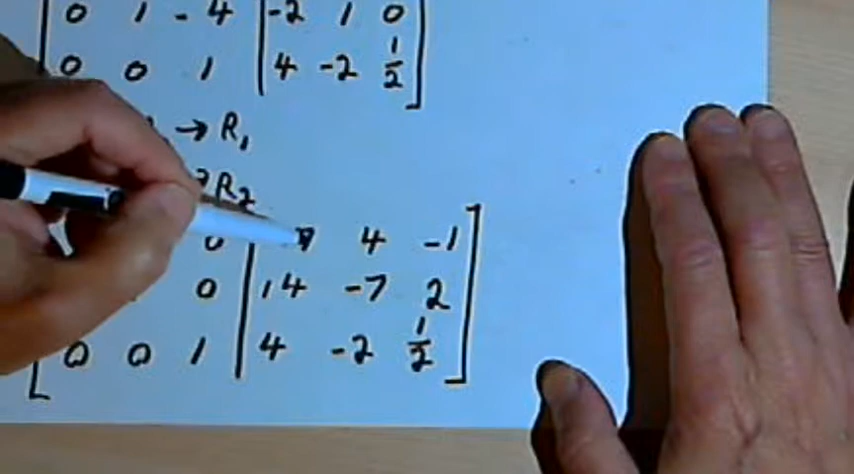 0 1 -4 | -2 1 0
0 0 1 | 4 -2 1/2
→ R₁
R₂
0 | 4 -1
0 | 14 -7 2
0 0 1 | 4 -2 1/2